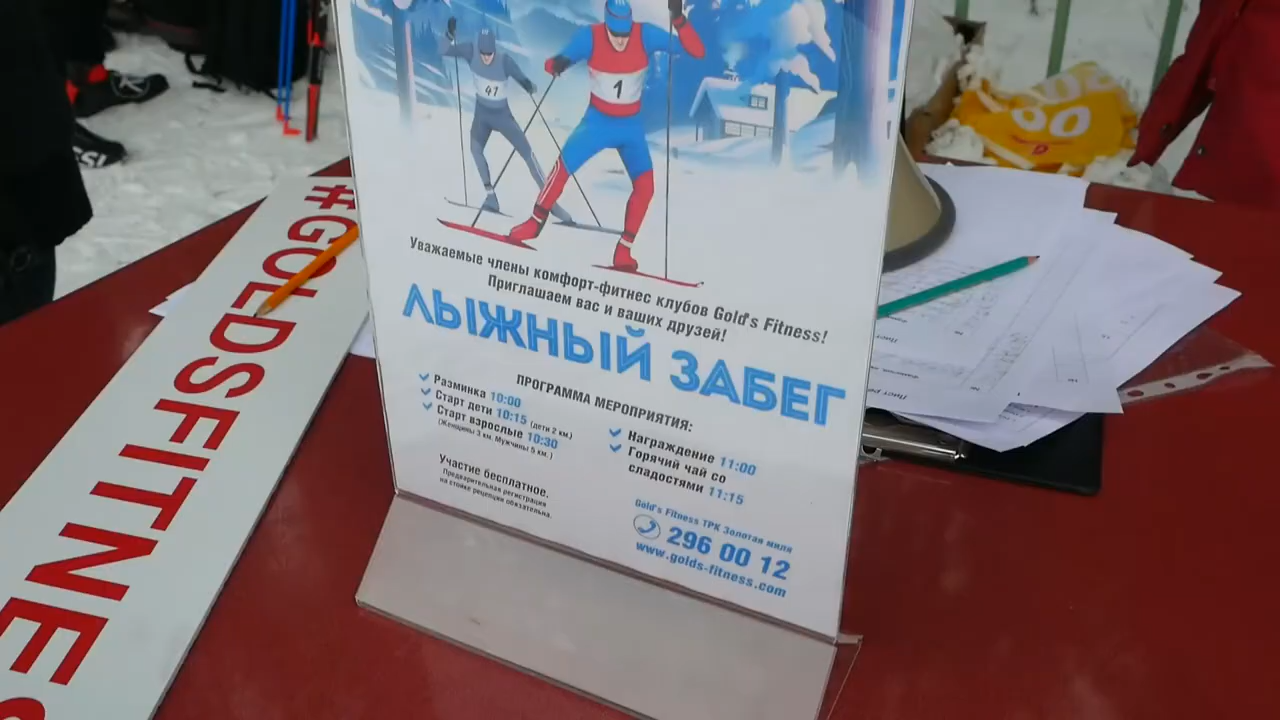 47
1
#GOLDSFITNES
Уважаемые члены комфорт-фитнес клубов Gold's Fitness!
Приглашаем вас и ваших друзей!
ЛЫЖНЫЙ ЗАБЕГ
ПРОГРАММА МЕРОПРИЯТИЯ:
Разминка 10:00
Старт дети 10:15 (дети 2 км.)
Старт взрослые 10:30
(Женщины 3 км. Мужчины 5 км.)
Награждение 11:00
Горячий чай со
сладостями 11:15
Участие бесплатное.
Предварительная регистрация
на стойке рецепции обязательна.
Gold's Fitness ТРК Золотая миля
296 00 12
www.golds-fitness.com